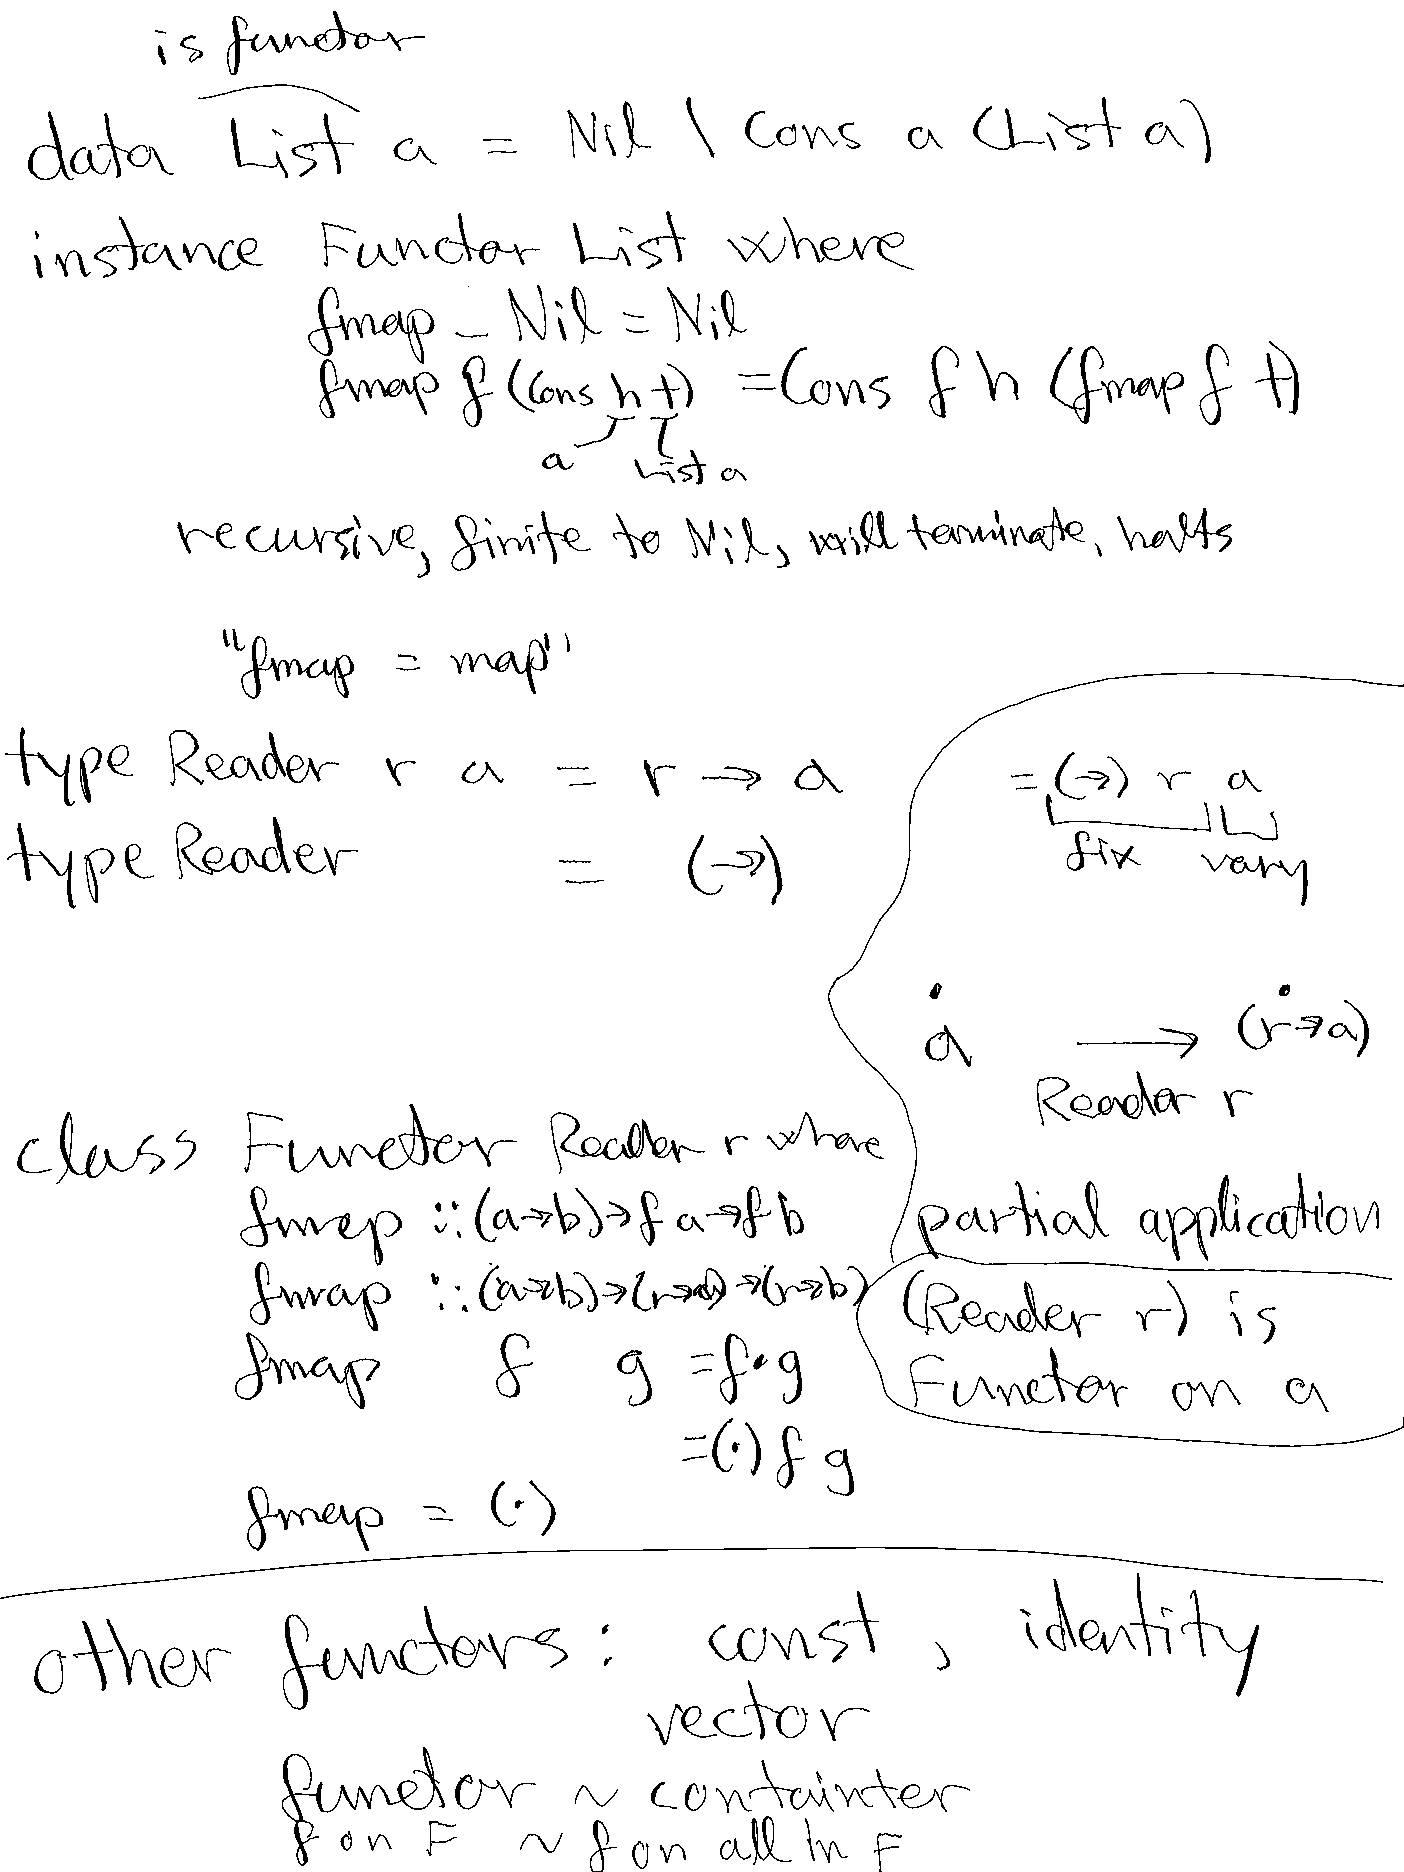 is functor
data List a = Nil | Cons a (List a)
instance Functor List where
fmap _ Nil = Nil
fmap f (Cons h t) = Cons f h (fmap f t)
a List a
recursive, finite to Nil, will terminate, halts
"fmap = map"
type Reader r a = r → a
= (→) r a
fix vary
type Reader = (→)
a → (r→a)
Reader r
partial application
(Reader r) is
Functor on a
class Functor Reader r where
fmap :: (a→b)→f a→f b
fmap :: (a→b)→(r→a)→(r→b)
fmap f g = f • g
= (•) f g
fmap = (•)
other functors: const, identity
vector
functor ~ containter
f on F ~ f on all in F